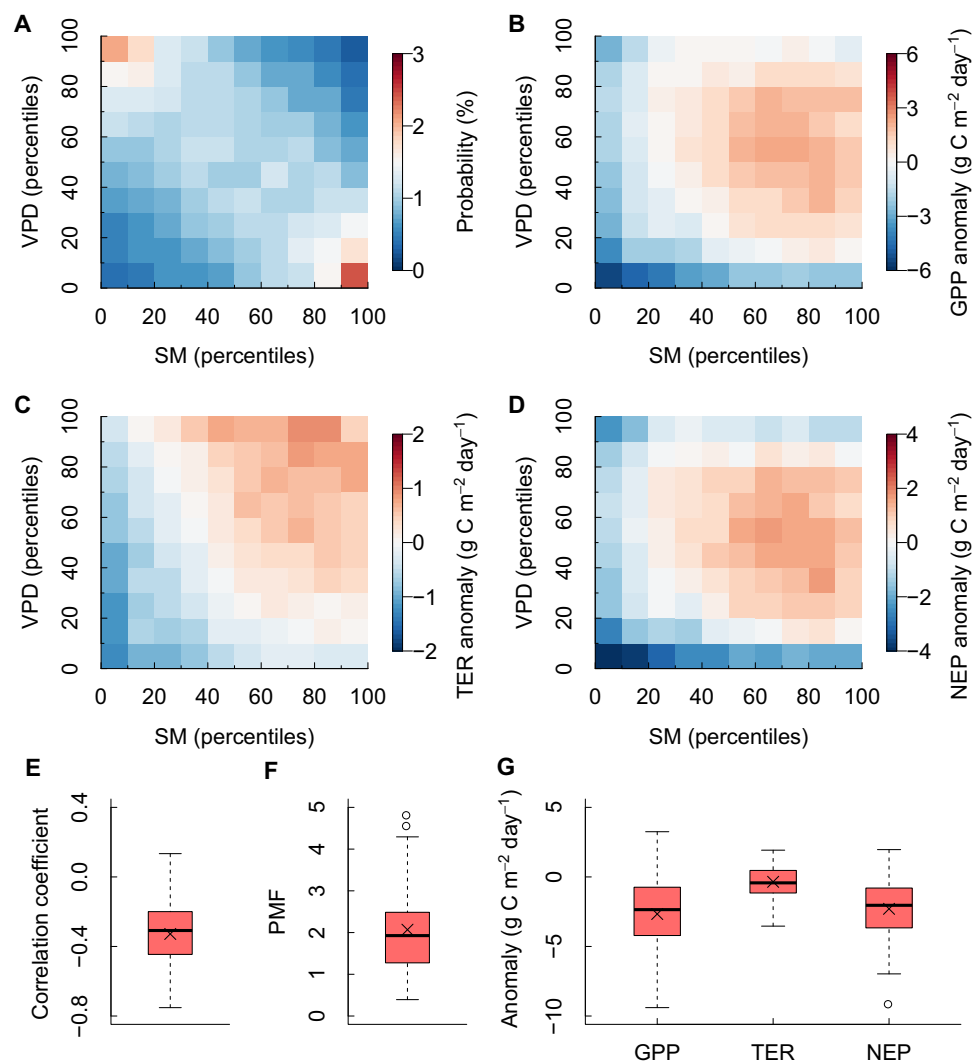 A
VPD (percentiles)
0 20 40 60 80 100
0 20 40 60 80 100
SM (percentiles)
0 1 2 3
Probability (%)
B
VPD (percentiles)
0 20 40 60 80 100
0 20 40 60 80 100
SM (percentiles)
−6 −3 0 3 6
GPP anomaly (g C m⁻² day⁻¹)
C
VPD (percentiles)
0 20 40 60 80 100
0 20 40 60 80 100
SM (percentiles)
−2 −1 0 1 2
TER anomaly (g C m⁻² day⁻¹)
D
VPD (percentiles)
0 20 40 60 80 100
0 20 40 60 80 100
SM (percentiles)
−4 −2 0 2 4
NEP anomaly (g C m⁻² day⁻¹)
E
Correlation coefficient
−0.8 −0.4 0.0 0.4
F
PMF
0 1 2 3 4 5
G
Anomaly (g C m⁻² day⁻¹)
−10 −5 0 5
GPP TER NEP